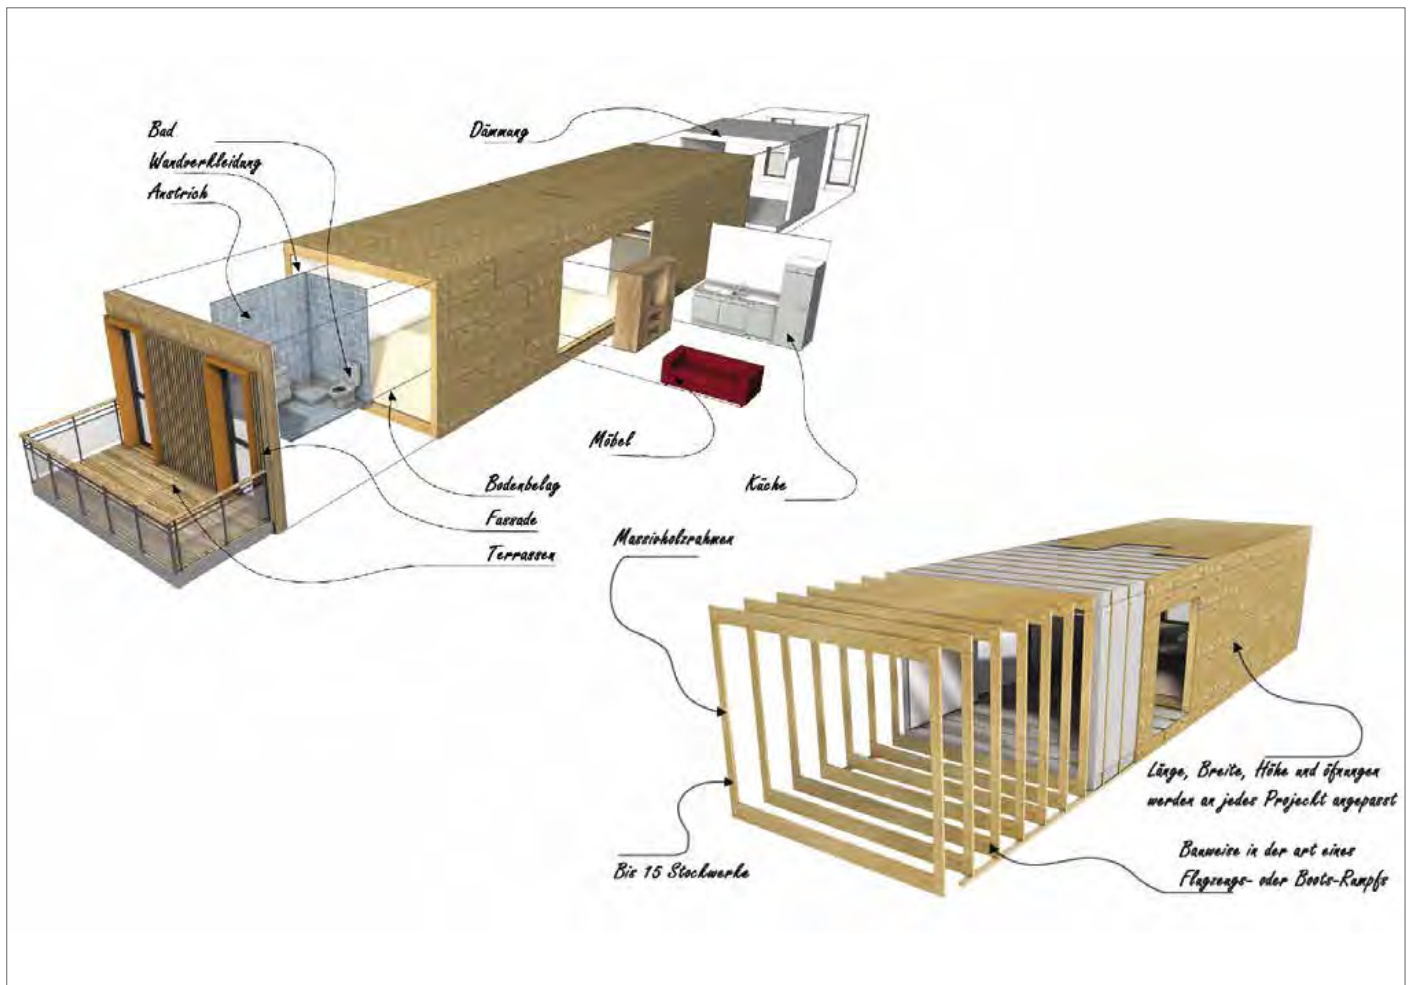 Bad
Wandverkleidung
Anstrich
Dämmung
Möbel
Küche
Bodenbelag
Fassade
Terrassen
Massivholzrahmen
Länge, Breite, Höhe und öfnungen
werden an jedes Projeckt angepasst
Bis 15 Stockwerke
Bauweise in der art eines
Flugzeugs- oder Boots-Rumpfs